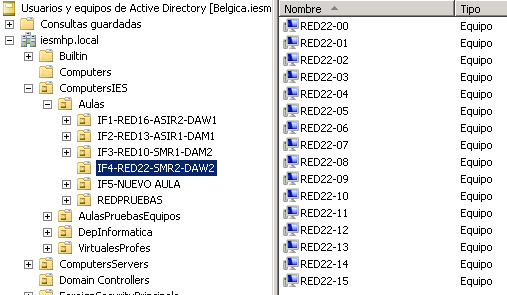 Usuarios y equipos de Active Directory [Belgica.iesm
Consultas guardadas
iesmhp.local
Builtin
Computers
ComputersIES
Aulas
IF1-RED16-ASIR2-DAW1
IF2-RED13-ASIR1-DAM1
IF3-RED10-SMR1-DAM2
IF4-RED22-SMR2-DAW2
IF5-NUEVO AULA
REDPRUEBAS
AulasPruebasEquipos
DepInformatica
VirtualesProfes
ComputersServers
Domain Controllers
ForeignSecurityPrincipals
Nombre Tipo
RED22-00 Equipo
RED22-01 Equipo
RED22-02 Equipo
RED22-03 Equipo
RED22-04 Equipo
RED22-05 Equipo
RED22-06 Equipo
RED22-07 Equipo
RED22-08 Equipo
RED22-09 Equipo
RED22-10 Equipo
RED22-11 Equipo
RED22-12 Equipo
RED22-13 Equipo
RED22-14 Equipo
RED22-15 Equipo